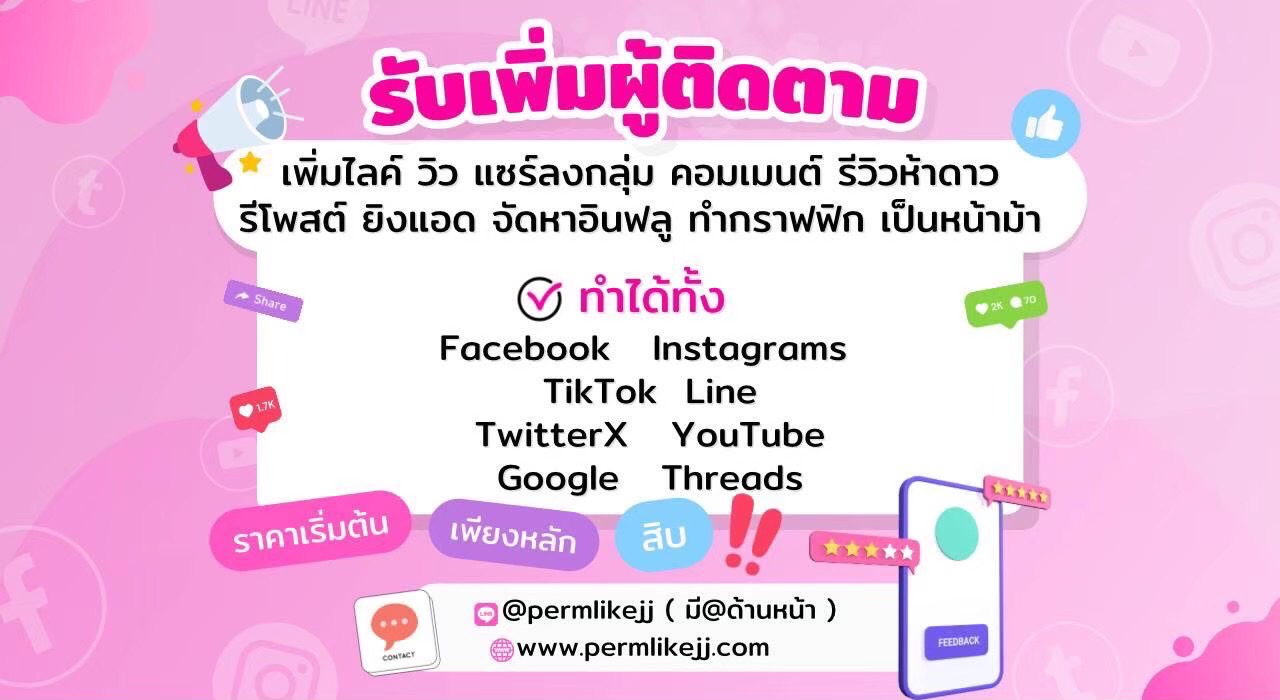 LINE
รับเพิ่มผู้ติดตาม
เพิ่มไลค์ วิว แชร์ลงกลุ่ม คอมเมนต์ รีวิวห้าดาว
รีโพสต์ ยิงแอด จัดหาอินฟลู ทำกราฟฟิก เป็นหน้าม้า
Share
ทำได้ทั้ง
2K 70
Facebook Instagrams
TikTok Line
1.7K
TwitterX YouTube
Google Threads
ราคาเริ่มต้น เพียงหลัก สิบ !!
LINE @permlikejj ( มี@ด้านหน้า )
www.permlikejj.com
CONTACT
FEEDBACK